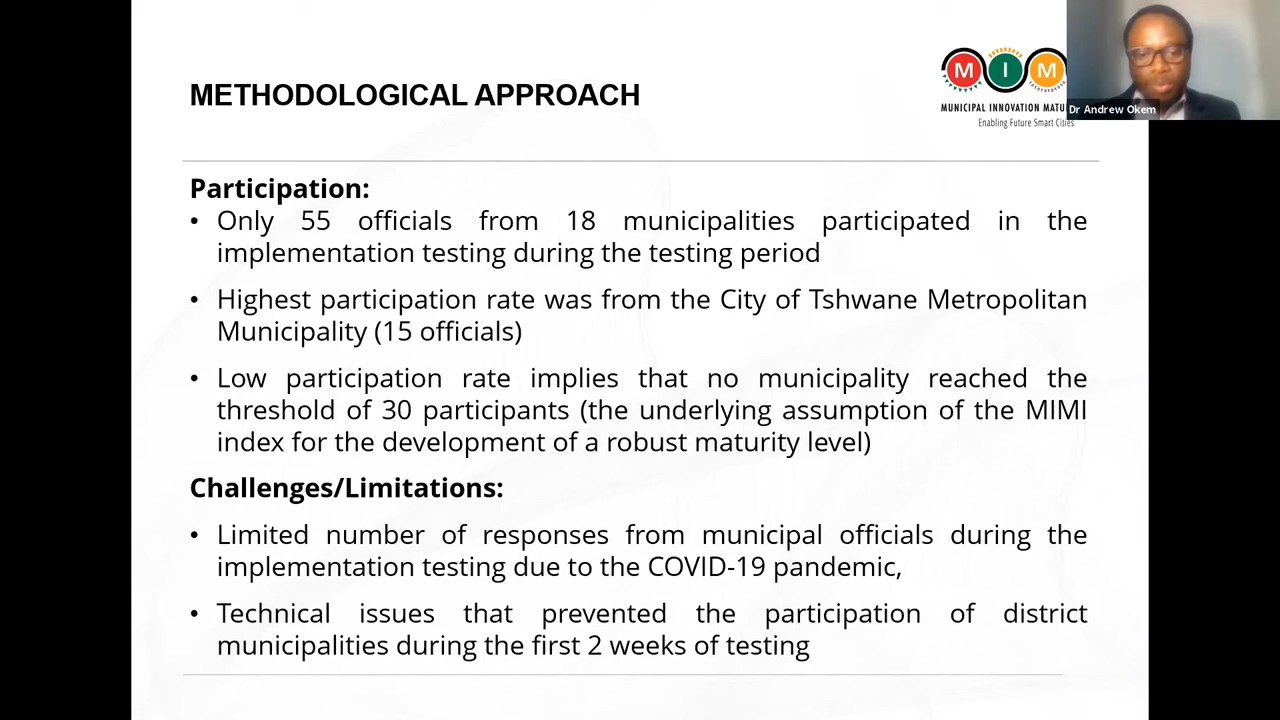 METHODOLOGICAL APPROACH
M I M
MUNICIPAL INNOVATION
Enabling Future Smart Cities
Dr Andrew Okem
Participation:
• Only 55 officials from 18 municipalities participated in the
implementation testing during the testing period
• Highest participation rate was from the City of Tshwane Metropolitan
Municipality (15 officials)
• Low participation rate implies that no municipality reached the
threshold of 30 participants (the underlying assumption of the MIMI
index for the development of a robust maturity level)
Challenges/Limitations:
• Limited number of responses from municipal officials during the
implementation testing due to the COVID-19 pandemic,
• Technical issues that prevented the participation of district
municipalities during the first 2 weeks of testing